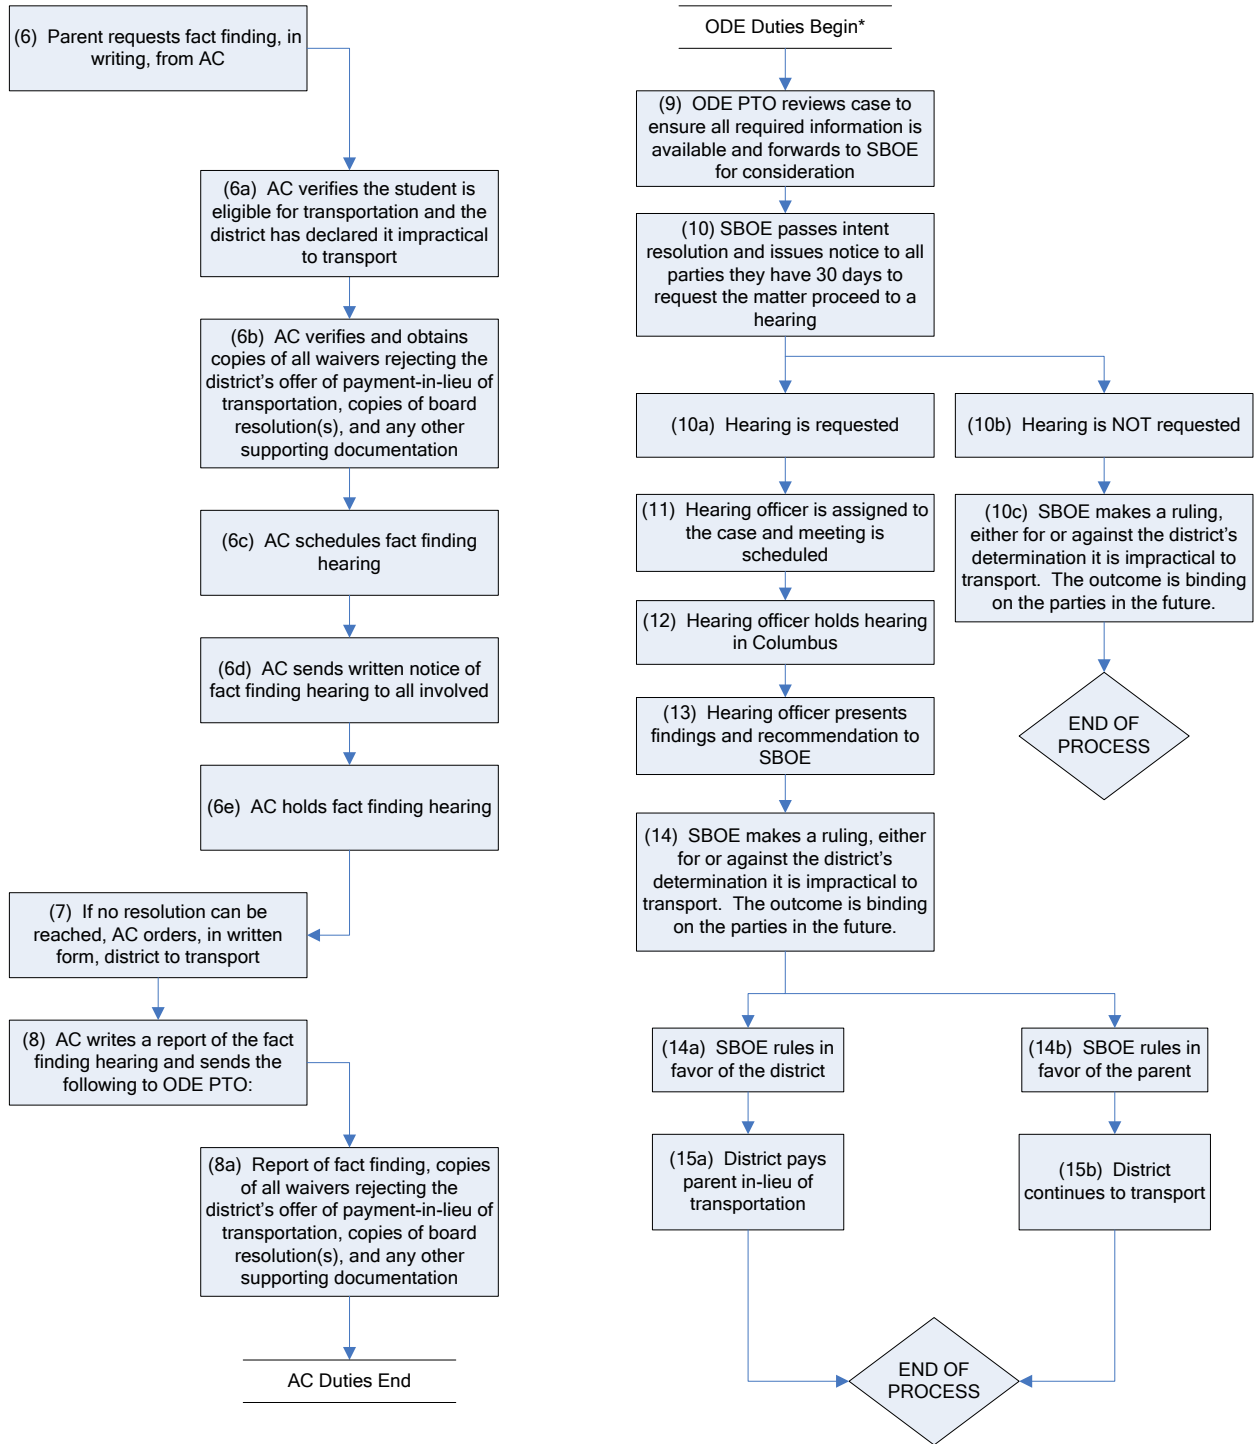 (6) Parent requests fact finding, in
writing, from AC
(6a) AC verifies the student is
eligible for transportation and the
district has declared it impractical
to transport
(6b) AC verifies and obtains
copies of all waivers rejecting the
district's offer of payment-in-lieu of
transportation, copies of board
resolution(s), and any other
supporting documentation
(6c) AC schedules fact finding
hearing
(6d) AC sends written notice of
fact finding hearing to all involved
(6e) AC holds fact finding hearing
(7) If no resolution can be
reached, AC orders, in written
form, district to transport
(8) AC writes a report of the fact
finding hearing and sends the
following to ODE PTO:
(8a) Report of fact finding, copies
of all waivers rejecting the
district's offer of payment-in-lieu of
transportation, copies of board
resolution(s), and any other
supporting documentation
AC Duties End
ODE Duties Begin*
(9) ODE PTO reviews case to
ensure all required information is
available and forwards to SBOE
for consideration
(10) SBOE passes intent
resolution and issues notice to all
parties they have 30 days to
request the matter proceed to a
hearing
(10a) Hearing is requested
(10b) Hearing is NOT requested
(11) Hearing officer is assigned to
the case and meeting is
scheduled
(10c) SBOE makes a ruling,
either for or against the district's
determination it is impractical to
transport. The outcome is binding
on the parties in the future.
(12) Hearing officer holds hearing
in Columbus
(13) Hearing officer presents
findings and recommendation to
SBOE
END OF
PROCESS
(14) SBOE makes a ruling, either
for or against the district's
determination it is impractical to
transport. The outcome is binding
on the parties in the future.
(14a) SBOE rules in
favor of the district
(14b) SBOE rules in
favor of the parent
(15a) District pays
parent in-lieu of
transportation
(15b) District
continues to transport
END OF
PROCESS